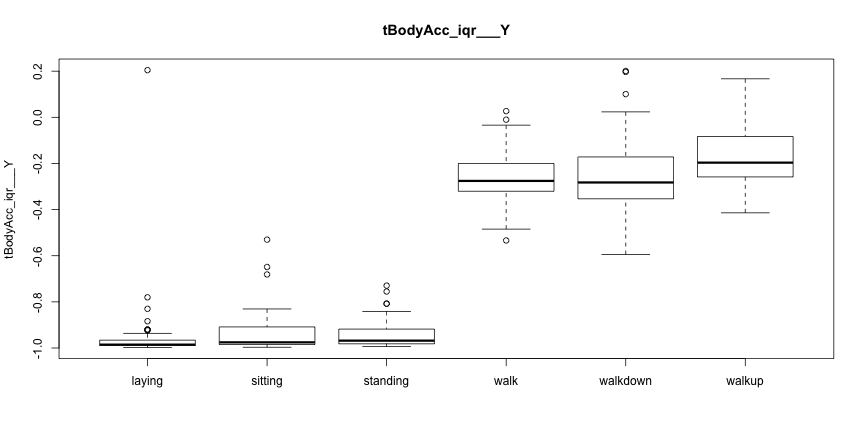 tBodyAcc_iqr___Y
tBodyAcc_iqr___Y
0.2
0.0
-0.2
-0.4
-0.6
-0.8
-1.0
laying sitting standing walk walkdown walkup